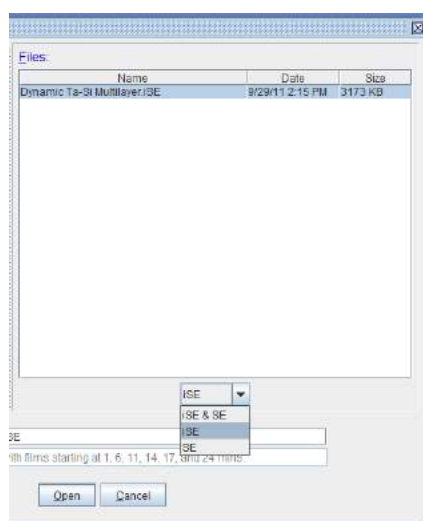 Files:
Name Date Size
Dynamic Ta-Si Multilayer.iSE 9/29/11 2:15 PM 3173 KB
iSE
iSE & SE
iSE
SE
SE
ith films starting at 1, 6, 11, 14, 17, and 24 mins.
Open Cancel